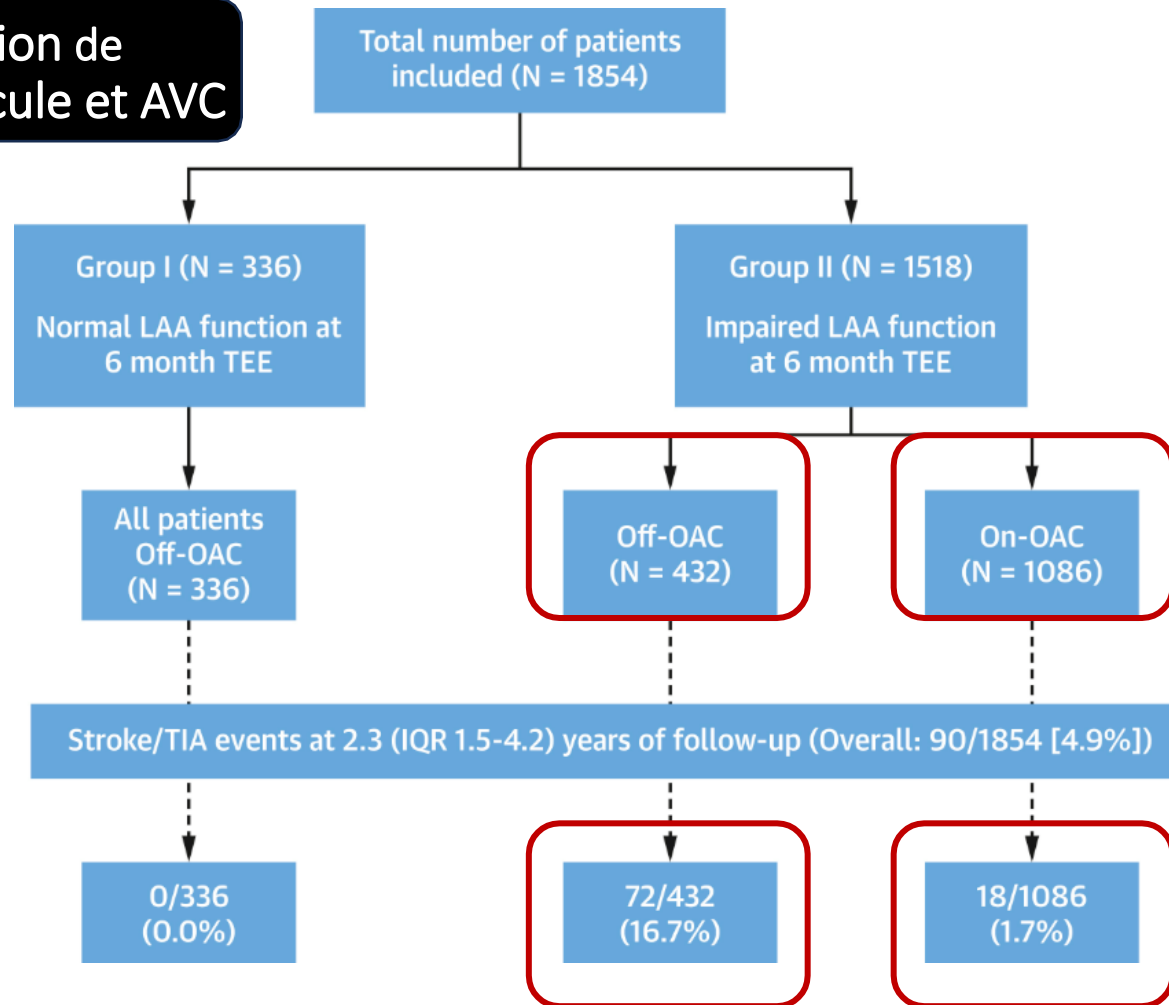 ion de
cule et AVC
Total number of patients
included (N = 1854)
Group I (N = 336)
Normal LAA function at
6 month TEE
Group II (N = 1518)
Impaired LAA function
at 6 month TEE
All patients
Off-OAC
(N = 336)
Off-OAC
(N = 432)
On-OAC
(N = 1086)
Stroke/TIA events at 2.3 (IQR 1.5-4.2) years of follow-up (Overall: 90/1854 [4.9%])
0/336
(0.0%)
72/432
(16.7%)
18/1086
(1.7%)